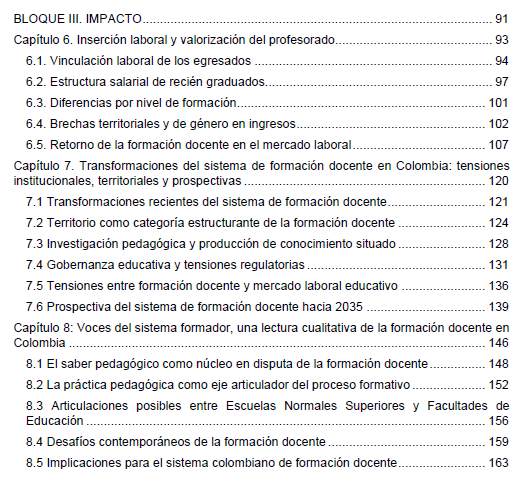 BLOQUE III. IMPACTO ... 91
Capítulo 6. Inserción laboral y valorización del profesorado ... 93
6.1. Vinculación laboral de los egresados ... 94
6.2. Estructura salarial de recién graduados ... 97
6.3. Diferencias por nivel de formación ... 101
6.4. Brechas territoriales y de género en ingresos ... 102
6.5. Retorno de la formación docente en el mercado laboral ... 107
Capítulo 7. Transformaciones del sistema de formación docente en Colombia: tensiones
institucionales, territoriales y prospectivas ... 120
7.1 Transformaciones recientes del sistema de formación docente ... 121
7.2 Territorio como categoría estructurante de la formación docente ... 124
7.3 Investigación pedagógica y producción de conocimiento situado ... 128
7.4 Gobernanza educativa y tensiones regulatorias ... 131
7.5 Tensiones entre formación docente y mercado laboral educativo ... 136
7.6 Prospectiva del sistema de formación docente hacia 2035 ... 139
Capítulo 8: Voces del sistema formador, una lectura cualitativa de la formación docente en
Colombia ... 146
8.1 El saber pedagógico como núcleo en disputa de la formación docente ... 148
8.2 La práctica pedagógica como eje articulador del proceso formativo ... 152
8.3 Articulaciones posibles entre Escuelas Normales Superiores y Facultades de
Educación ... 156
8.4 Desafíos contemporáneos de la formación docente ... 159
8.5 Implicaciones para el sistema colombiano de formación docente ... 163